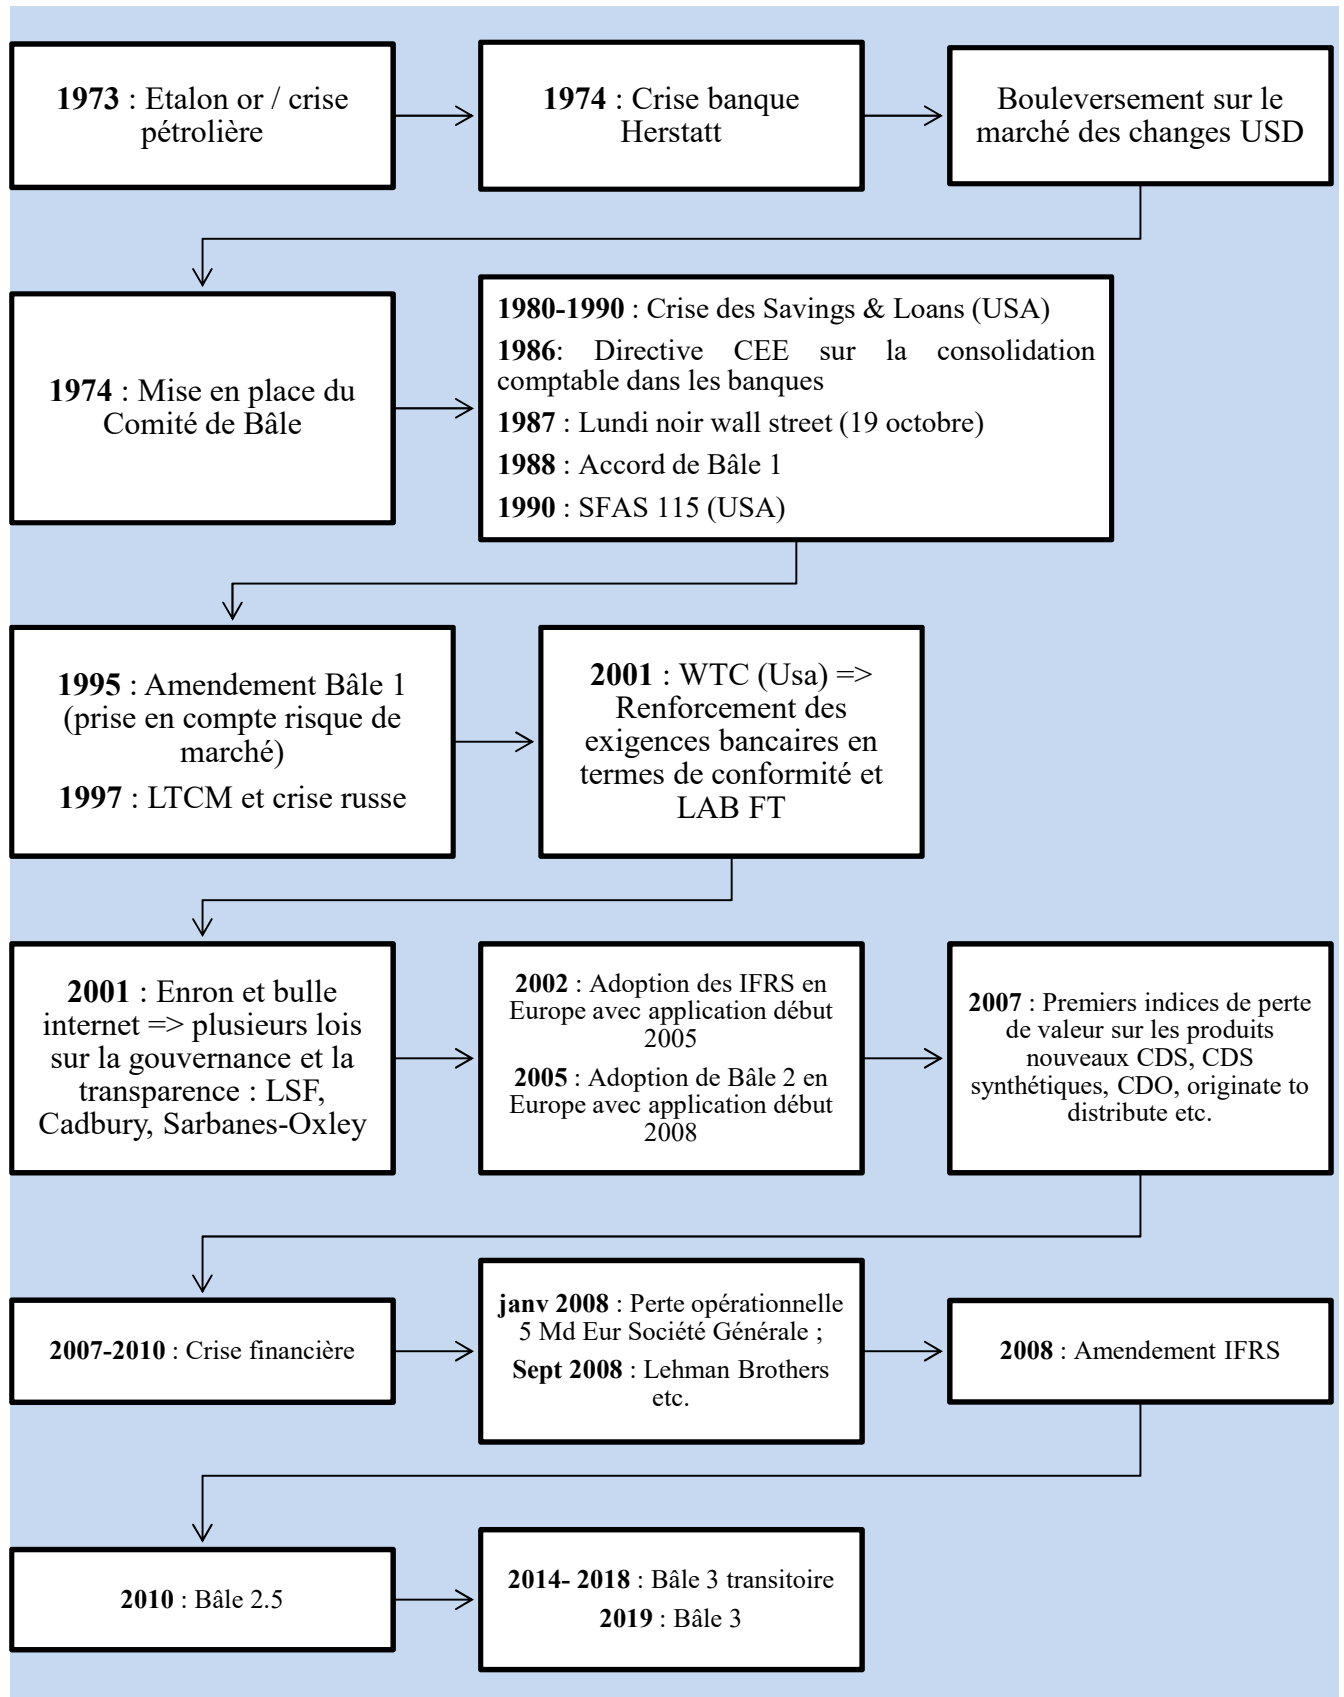 1973 : Etalon or / crise
pétrolière
1974 : Crise banque
Herstatt
Bouleversement sur le
marché des changes USD
1974 : Mise en place du
Comité de Bâle
1980-1990 : Crise des Savings & Loans (USA)
1986: Directive CEE sur la consolidation
comptable dans les banques
1987 : Lundi noir wall street (19 octobre)
1988 : Accord de Bâle 1
1990 : SFAS 115 (USA)
1995 : Amendement Bâle 1
(prise en compte risque de
marché)
1997 : LTCM et crise russe
2001 : WTC (Usa) =>
Renforcement des
exigences bancaires en
termes de conformité et
LAB FT
2001 : Enron et bulle
internet => plusieurs lois
sur la gouvernance et la
transparence : LSF,
Cadbury, Sarbanes-Oxley
2002 : Adoption des IFRS en
Europe avec application début
2005
2005 : Adoption de Bâle 2 en
Europe avec application début
2008
2007 : Premiers indices de perte
de valeur sur les produits
nouveaux CDS, CDS
synthétiques, CDO, originate to
distribute etc.
2007-2010 : Crise financière
janv 2008 : Perte opérationnelle
5 Md Eur Société Générale ;
Sept 2008 : Lehman Brothers
etc.
2008 : Amendement IFRS
2010 : Bâle 2.5
2014- 2018 : Bâle 3 transitoire
2019 : Bâle 3